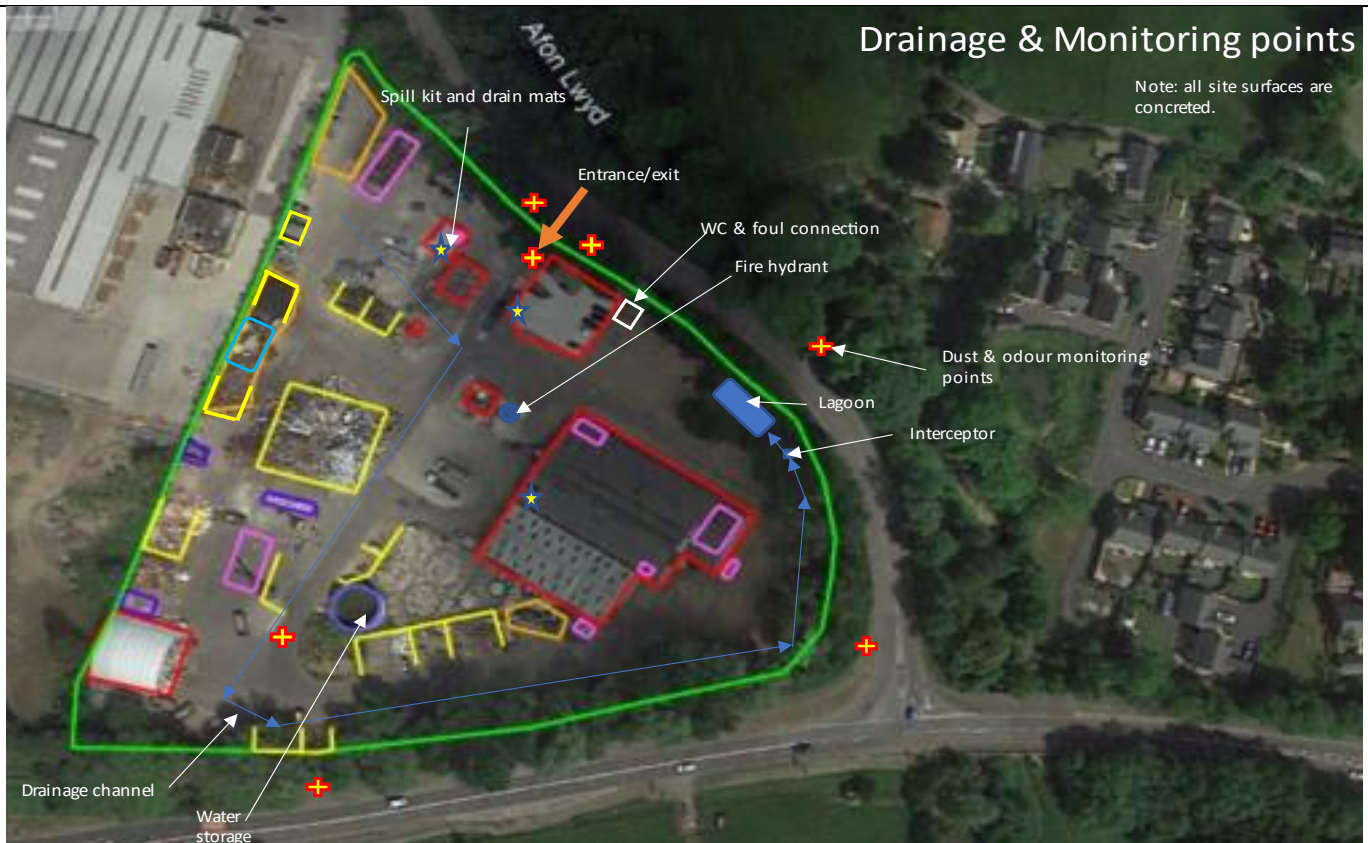 Drainage & Monitoring points
Note: all site surfaces are
concreted.
Afon Lwyd
Spill kit and drain mats
Entrance/exit
WC & foul connection
Fire hydrant
Dust & odour monitoring
points
Lagoon
Interceptor
Drainage channel
Water
storage